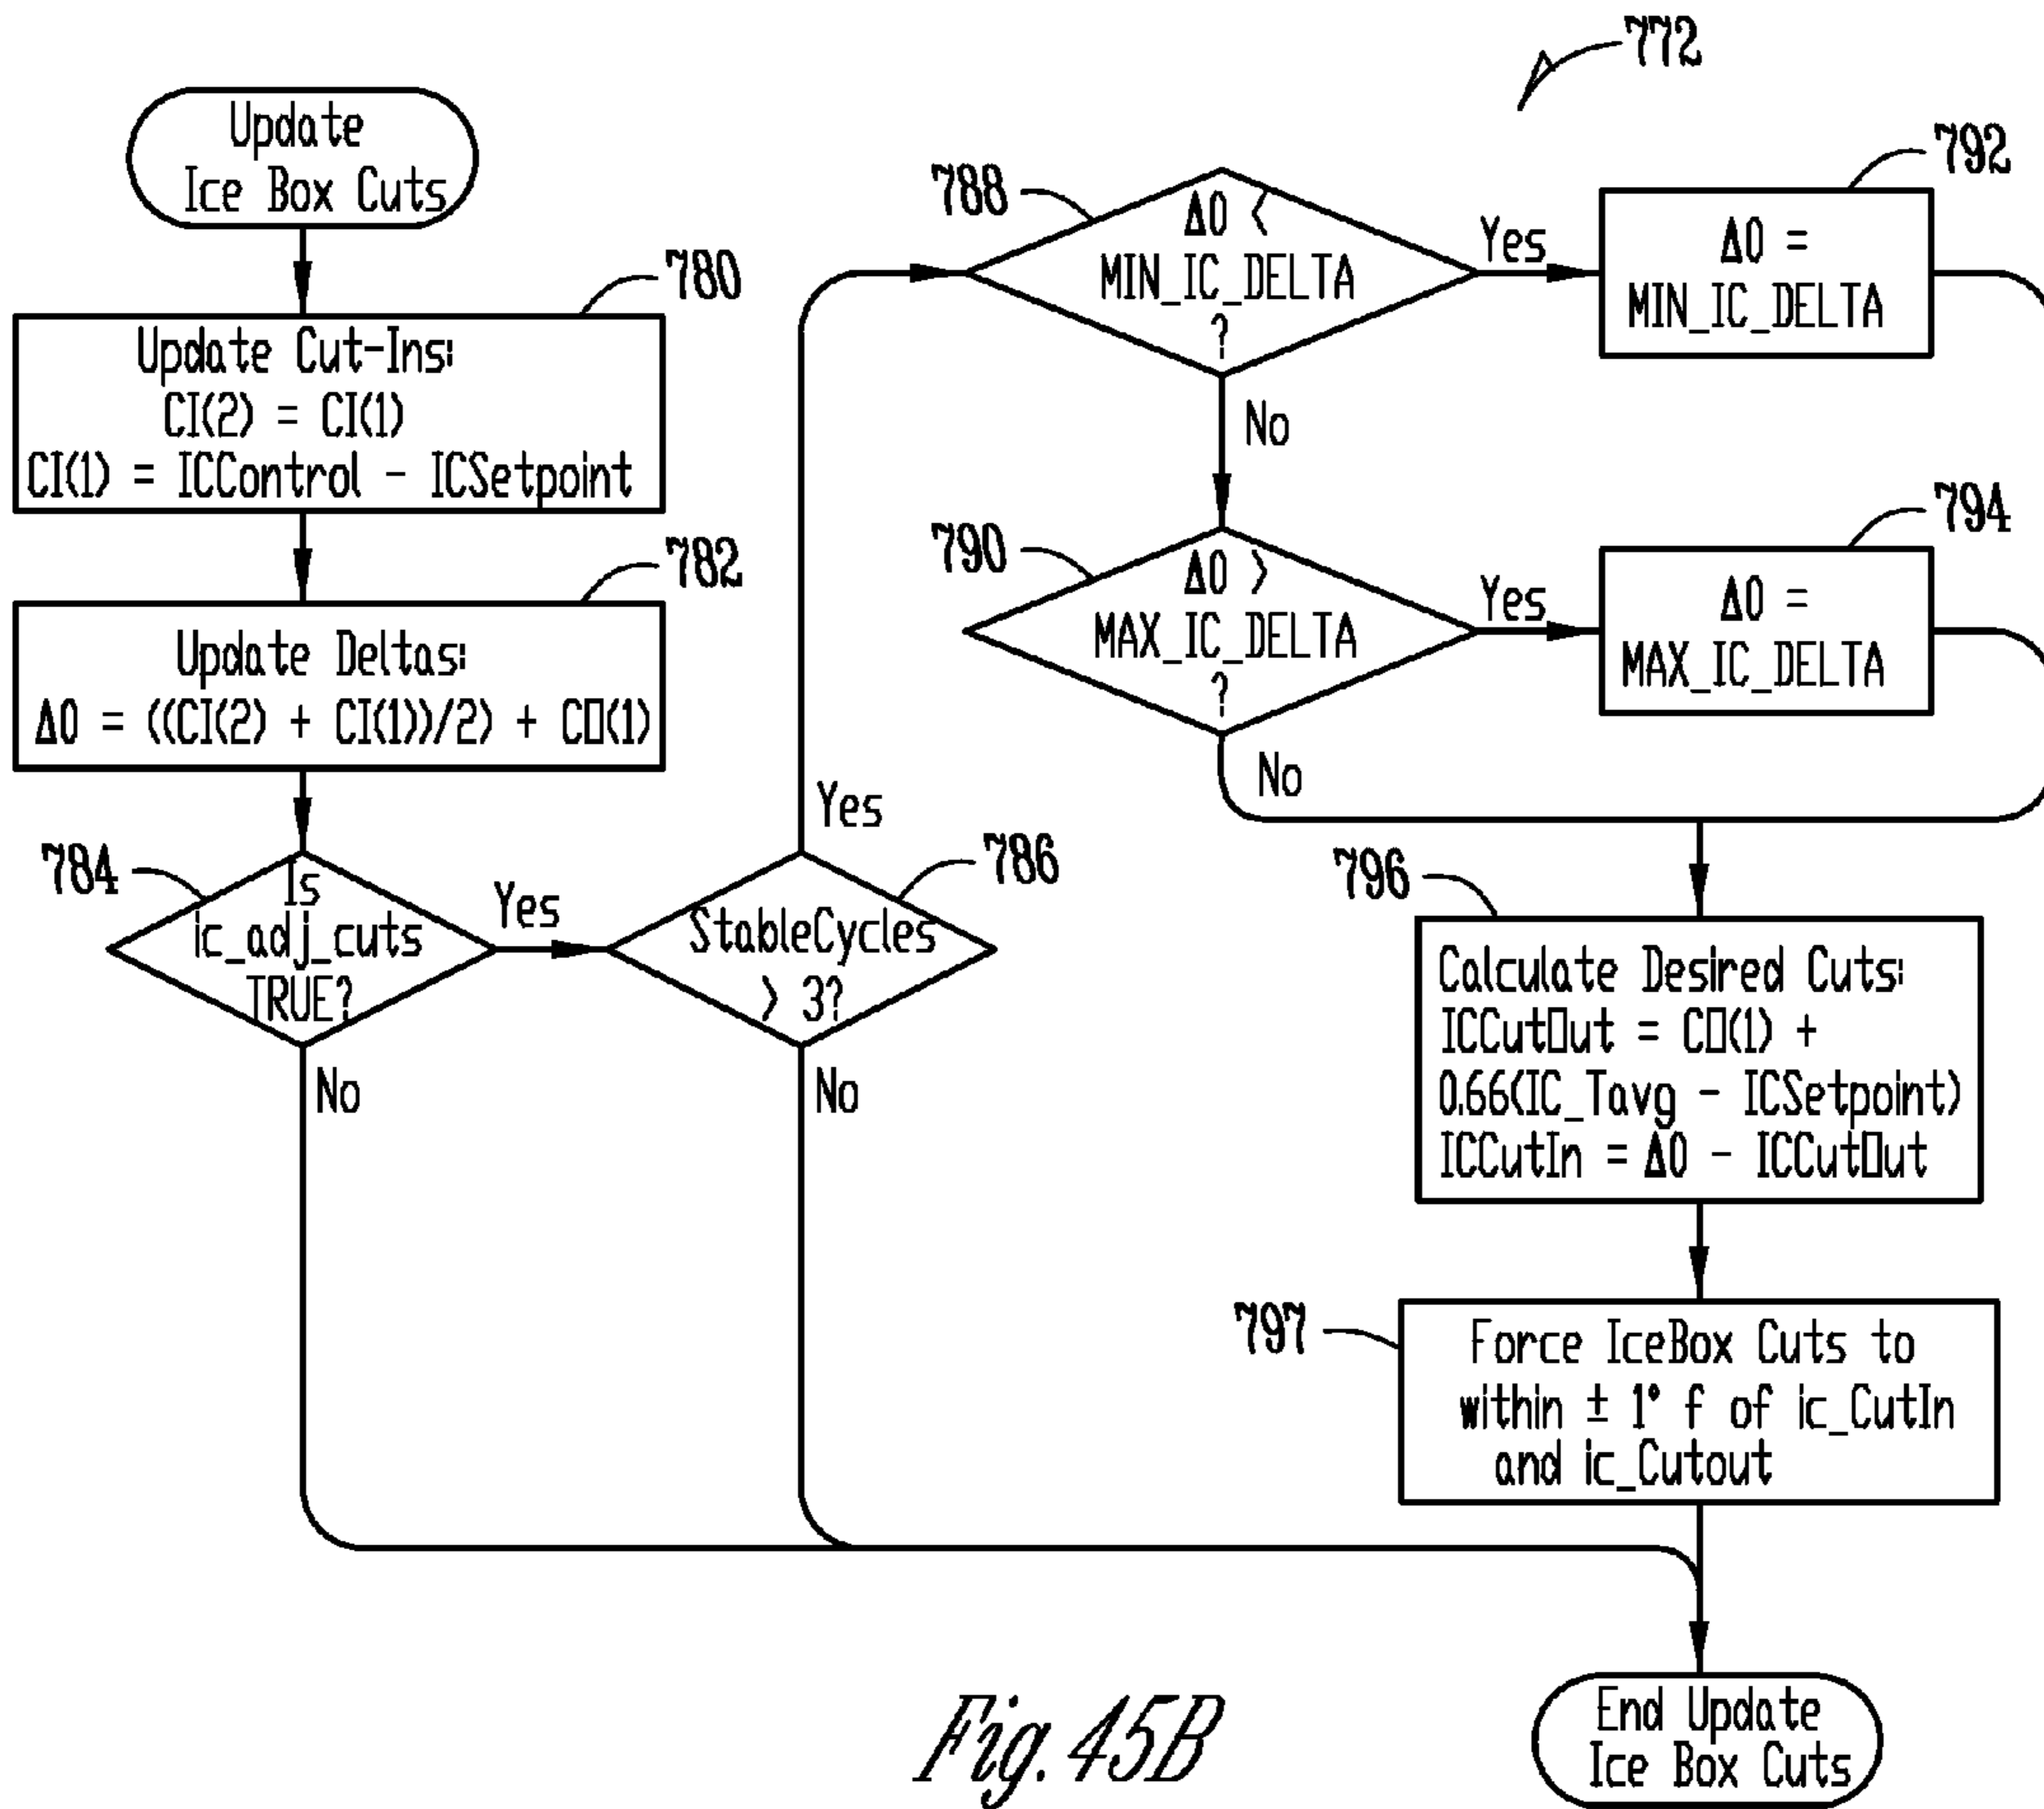 772
Update
Ice Box Cuts
780
Update Cut-Ins:
CI(2) = CI(1)
CI(1) = ICControl - ICSetpoint
782
Update Deltas:
Δ0 = ((CI(2) + CI(1))/2) + CO(1)
784
Is
ic_adj_cuts
TRUE?
Yes
No
786
StableCycles
> 3?
Yes
No
788
Δ0 <
MIN_IC_DELTA
?
Yes
No
792
Δ0 =
MIN_IC_DELTA
790
Δ0 >
MAX_IC_DELTA
?
Yes
No
794
Δ0 =
MAX_IC_DELTA
796
Calculate Desired Cuts:
ICCutOut = CO(1) +
0.66(IC_Tavg - ICSetpoint)
ICCutIn = Δ0 - ICCutOut
797
Force IceBox Cuts to
within ± 1° f of ic_CutIn
and ic_Cutout
End Update
Ice Box Cuts
Fig. 45B